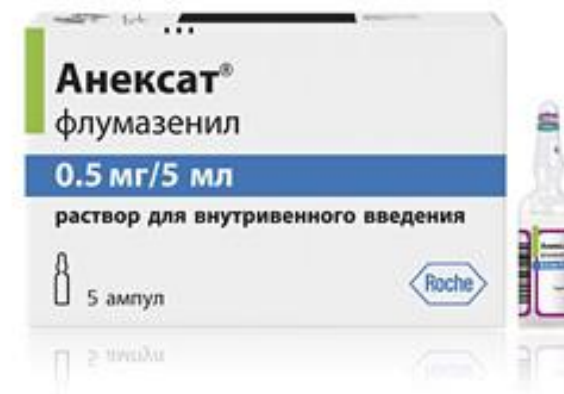 Анексат®
флумазенил
0.5 мг/5 мл
раствор для внутривенного введения
5 ампул
Roche